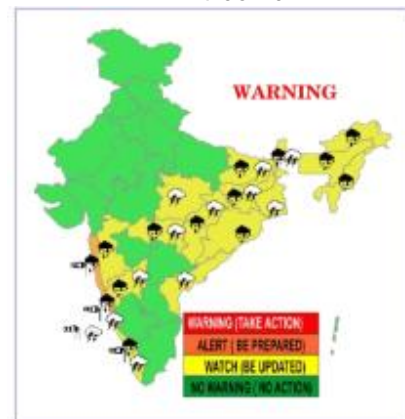 WARNING
WARNING (TAKE ACTION)
ALERT ( BE PREPARED)
WATCH (BE UPDATED)
NO WARNING ( NO ACTION)